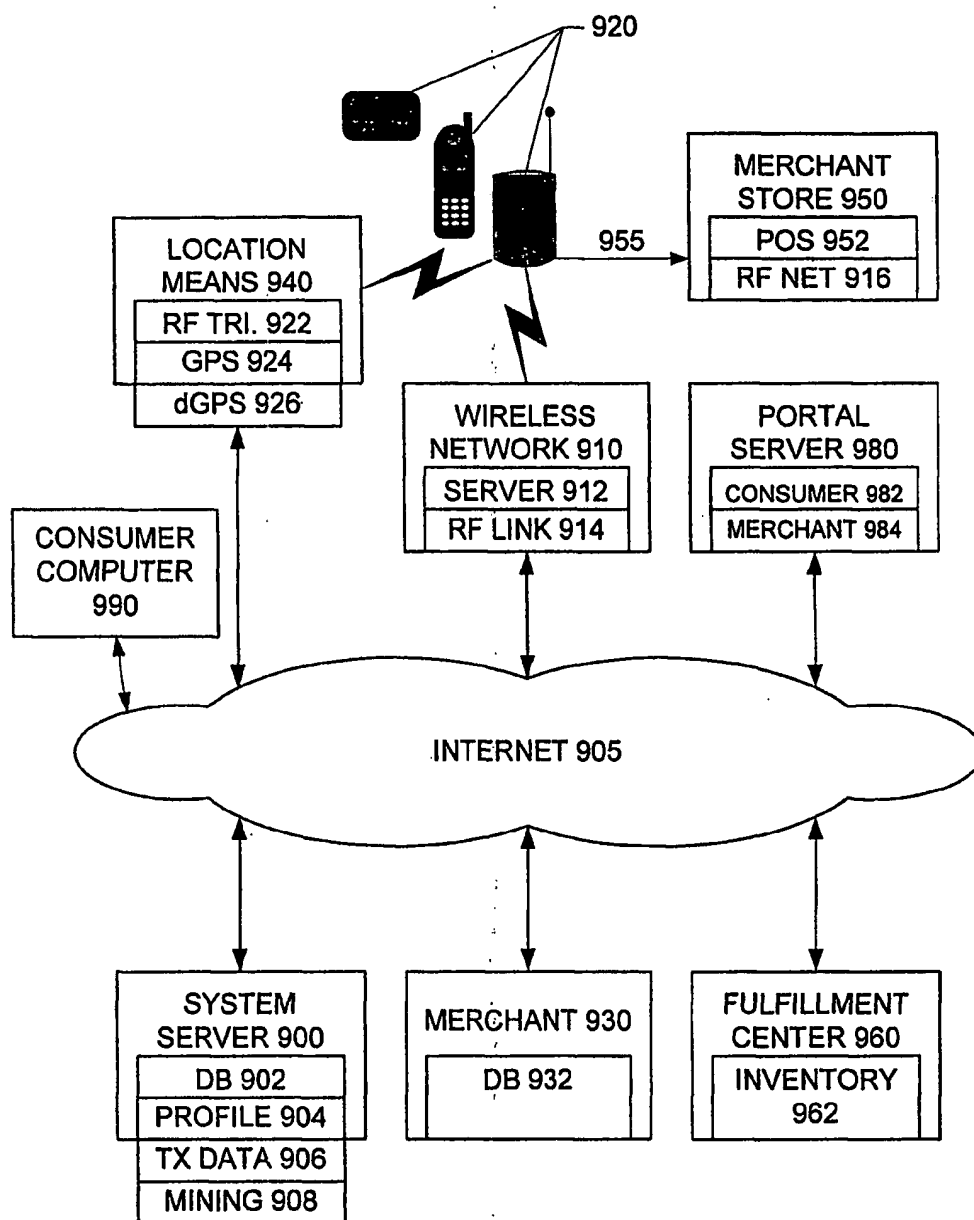 920
MERCHANT
STORE 950
POS 952
RF NET 916
955
LOCATION
MEANS 940
RF TRI. 922
GPS 924
dGPS 926
WIRELESS
NETWORK 910
SERVER 912
RF LINK 914
PORTAL
SERVER 980
CONSUMER 982
MERCHANT 984
CONSUMER
COMPUTER
990
INTERNET 905
SYSTEM
SERVER 900
DB 902
PROFILE 904
TX DATA 906
MINING 908
MERCHANT 930
DB 932
FULFILLMENT
CENTER 960
INVENTORY
962